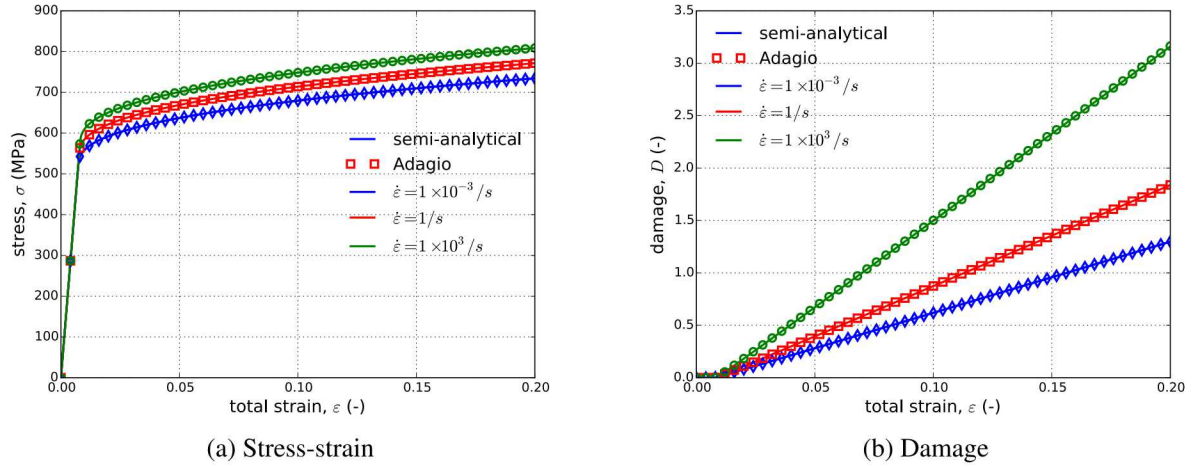 900
800
700
600
500
400
300
200
100
0
0.00 0.05 0.10 0.15 0.20
stress, σ (MPa)
total strain, ε (-)
semi-analytical
Adagio
ε̇=1×10⁻³/s
ε̇=1/s
ε̇=1×10³/s
(a) Stress-strain
3.5
3.0
2.5
2.0
1.5
1.0
0.5
0.0
0.00 0.05 0.10 0.15 0.20
damage, D (-)
total strain, ε (-)
semi-analytical
Adagio
ε̇=1×10⁻³/s
ε̇=1/s
ε̇=1×10³/s
(b) Damage